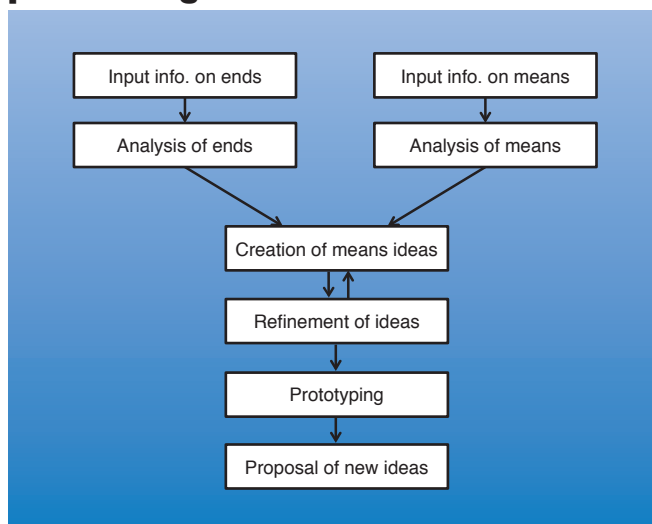 Input info. on ends
Input info. on means
Analysis of ends
Analysis of means
Creation of means ideas
Refinement of ideas
Prototyping
Proposal of new ideas